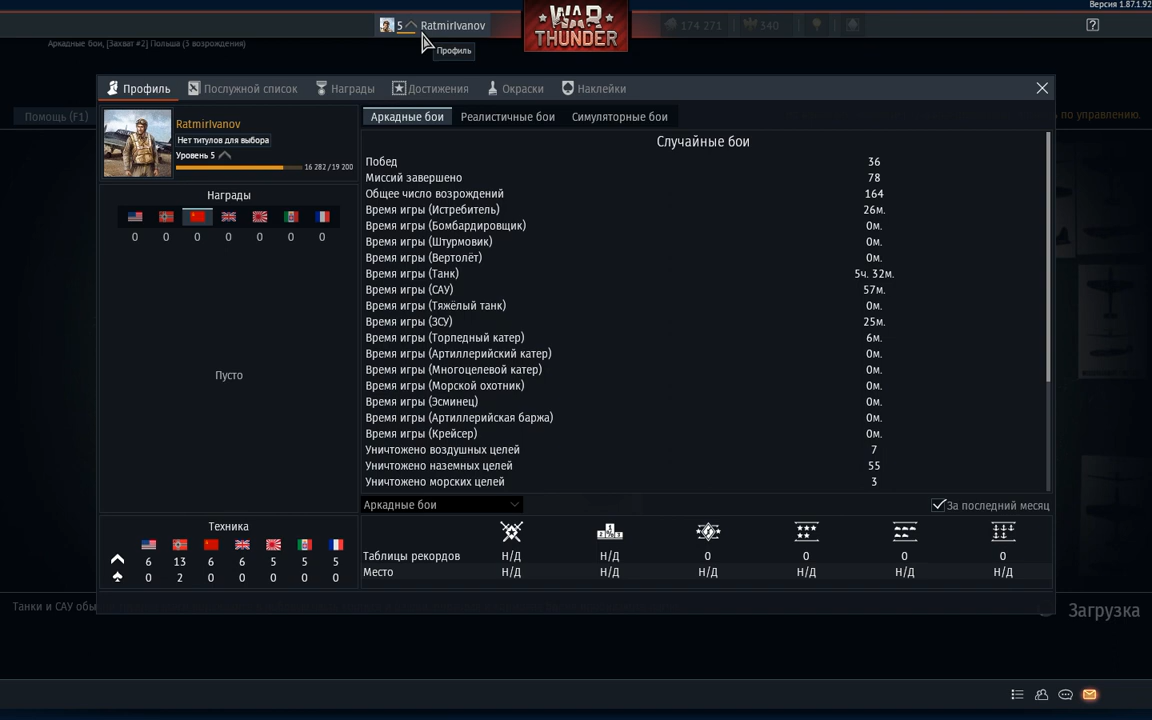 Версия 1.87.1.92
5 RatmirIvanov
WAR THUNDER
174 271
340
Аркадные бои, [Захват #2] Польша (3 возрождения)
Профиль
Профиль Послужной список Награды Достижения Окраски Наклейки
Помощь (F1)
по управлению.
RatmirIvanov
Нет титулов для выбора
Уровень 5
16 282 / 19 200
Награды
0 0 0 0 0 0 0
Пусто
Техника
6 13 6 6 5 5 5
0 2 0 0 0 0 0
Аркадные бои Реалистичные бои Симуляторные бои
Случайные бои
Побед 36
Миссий завершено 78
Общее число возрождений 164
Время игры (Истребитель) 26м.
Время игры (Бомбардировщик) 0м.
Время игры (Штурмовик) 0м.
Время игры (Вертолёт) 0м.
Время игры (Танк) 5ч. 32м.
Время игры (САУ) 57м.
Время игры (Тяжёлый танк) 0м.
Время игры (ЗСУ) 25м.
Время игры (Торпедный катер) 6м.
Время игры (Артиллерийский катер) 0м.
Время игры (Многоцелевой катер) 0м.
Время игры (Морской охотник) 0м.
Время игры (Эсминец) 0м.
Время игры (Артиллерийская баржа) 0м.
Время игры (Крейсер) 0м.
Уничтожено воздушных целей 7
Уничтожено наземных целей 55
Уничтожено морских целей 3
Аркадные бои За последний месяц
Таблицы рекордов Н/Д Н/Д 0 0 0 0
Место Н/Д Н/Д Н/Д Н/Д Н/Д Н/Д
Танки и САУ обы
Загрузка